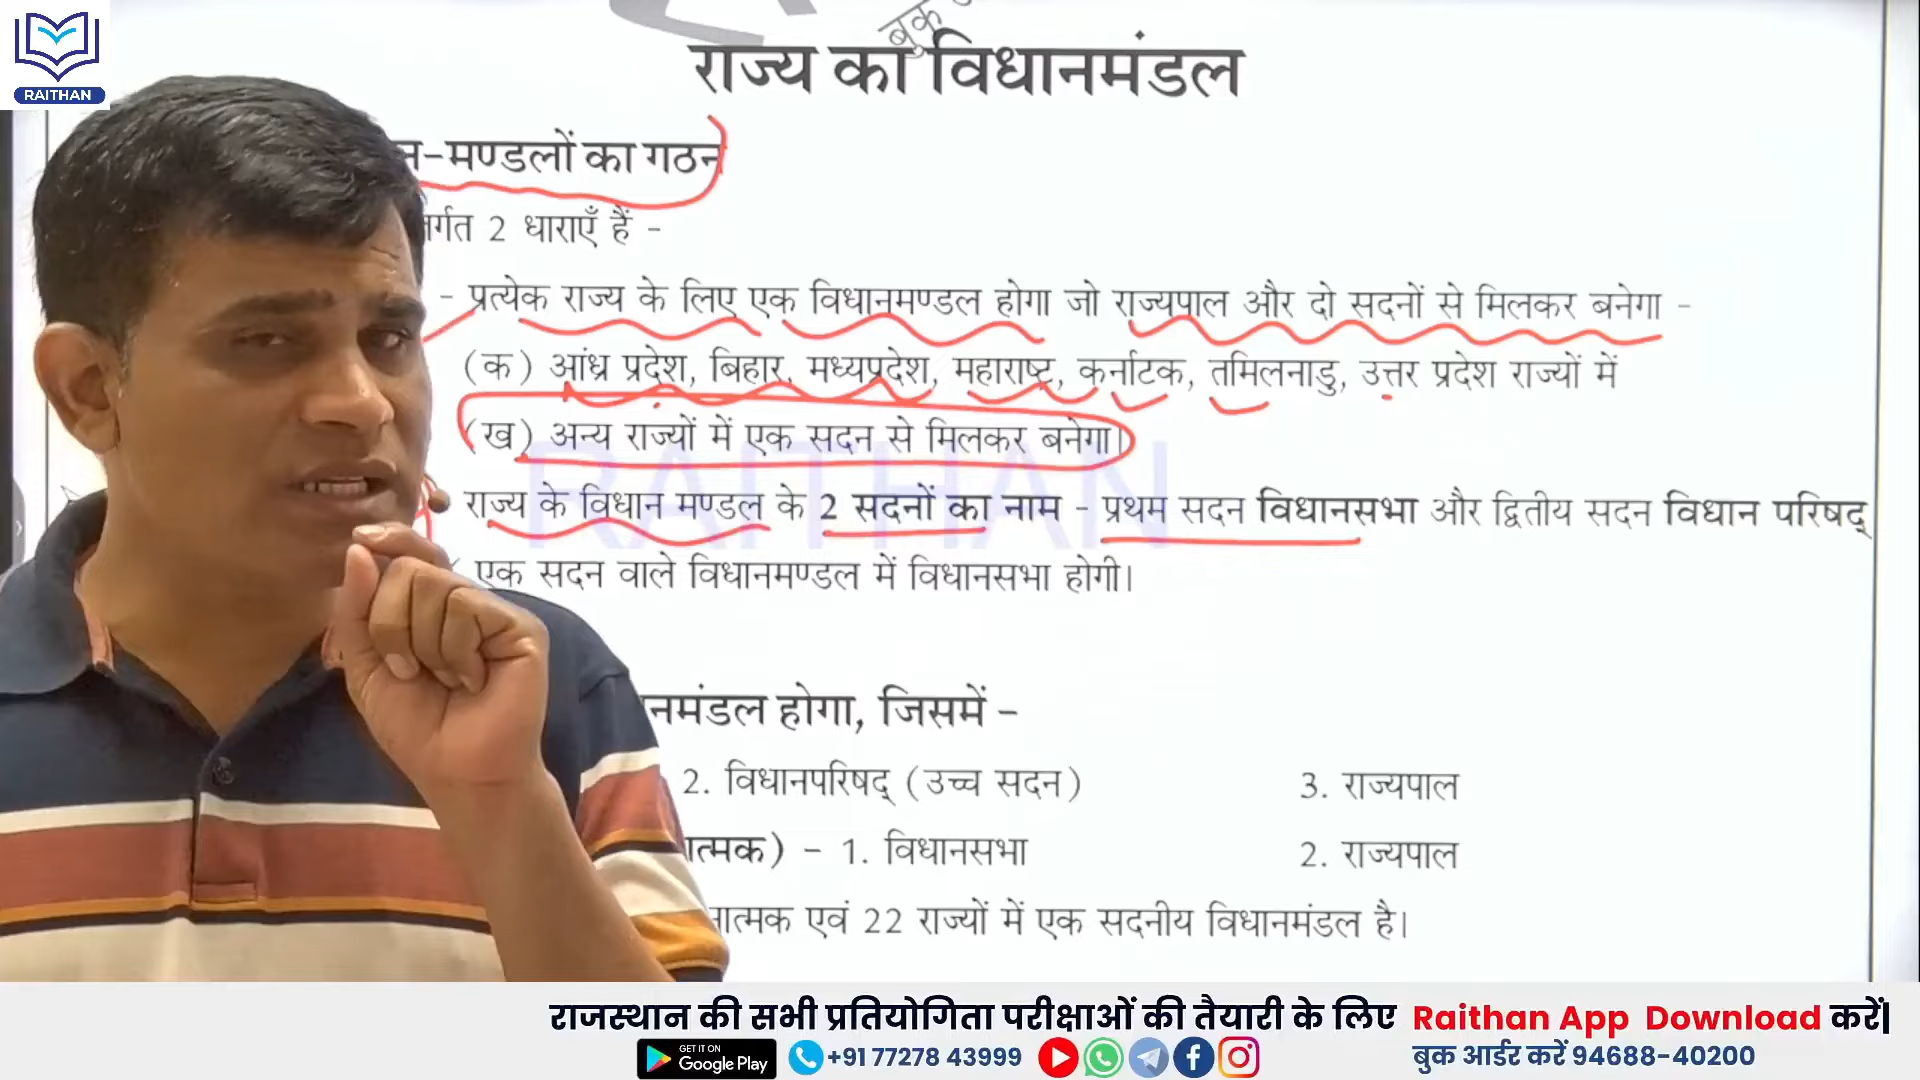 RAITHAN
बुक
राज्य का विधानमंडल
न-मण्डलों का गठन
र्गत 2 धाराएँ हैं -
- प्रत्येक राज्य के लिए एक विधानमण्डल होगा जो राज्यपाल और दो सदनों से मिलकर बनेगा -
(क) आंध्र प्रदेश, बिहार, मध्यप्रदेश, महाराष्ट्र, कर्नाटक, तमिलनाडु, उत्तर प्रदेश राज्यों में
(ख) अन्य राज्यों में एक सदन से मिलकर बनेगा।
RAITHAN
राज्य के विधान मण्डल के 2 सदनों का नाम - प्रथम सदन विधानसभा और द्वितीय सदन विधान परिषद्
एक सदन वाले विधानमण्डल में विधानसभा होगी।
नमंडल होगा, जिसमें -
2. विधानपरिषद् (उच्च सदन) 3. राज्यपाल
ात्मक) - 1. विधानसभा 2. राज्यपाल
नात्मक एवं 22 राज्यों में एक सदनीय विधानमंडल है।
राजस्थान की सभी प्रतियोगिता परीक्षाओं की तैयारी के लिए Raithan App Download करें|
GET IT ON
Google Play
+91 77278 43999
बुक आर्डर करें 94688-40200